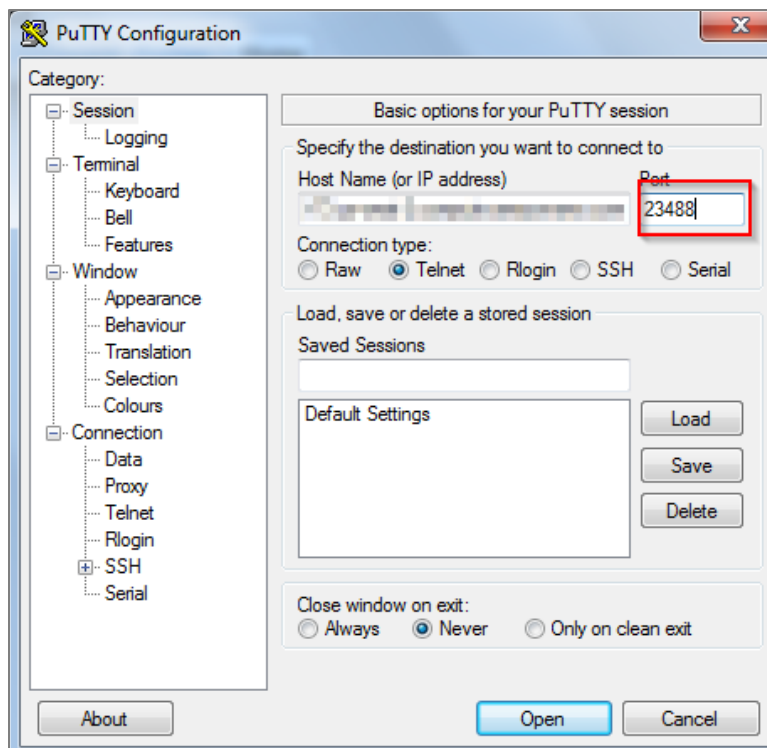 PuTTY Configuration
Category:
Session
Logging
Terminal
Keyboard
Bell
Features
Window
Appearance
Behaviour
Translation
Selection
Colours
Connection
Data
Proxy
Telnet
Rlogin
SSH
Serial
Basic options for your PuTTY session
Specify the destination you want to connect to
Host Name (or IP address) Port
23488
Connection type:
Raw Telnet Rlogin SSH Serial
Load, save or delete a stored session
Saved Sessions
Default Settings
Load
Save
Delete
Close window on exit:
Always Never Only on clean exit
About Open Cancel